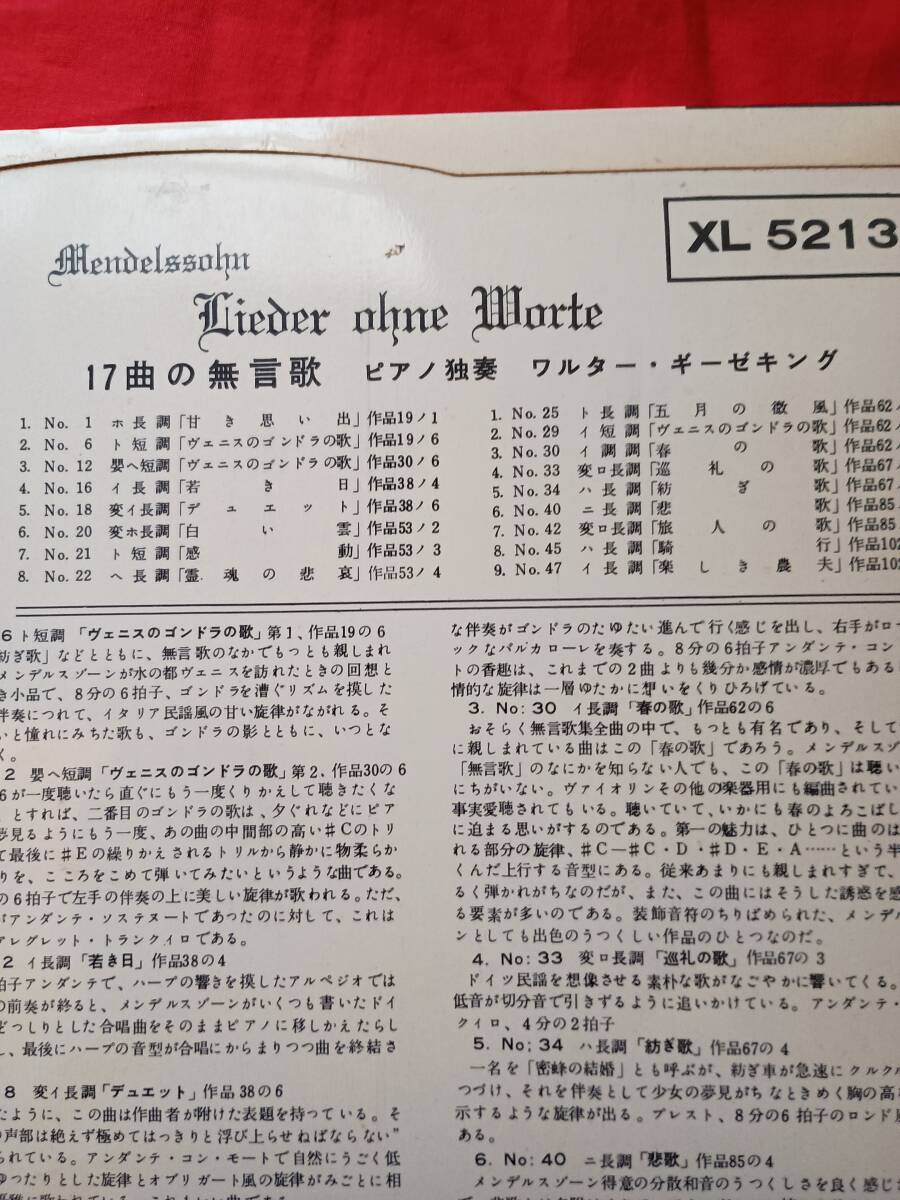 XL 5213
Mendelssohn
Lieder ohne Worte
17曲の無言歌 ピアノ独奏 ワルター・ギーゼキング
1. No. 1 ホ長調「甘き思い出」作品19ノ1
2. No. 6 ト短調「ヴェニスのゴンドラの歌」作品19ノ6
3. No. 12 嬰ヘ短調「ヴェニスのゴンドラの歌」作品30ノ6
4. No. 16 イ長調「若き日」作品38ノ4
5. No. 18 変イ長調「デュエット」作品38ノ6
6. No. 20 変ホ長調「白い雲」作品53ノ2
7. No. 21 ト短調「感動」作品53ノ3
8. No. 22 ヘ長調「霊魂の悲哀」作品53ノ4
1. No. 25 ト長調「五月の微風」作品62ノ
2. No. 29 イ短調「ヴェニスのゴンドラの歌」作品62ノ
3. No. 30 イ調調「春の歌」作品62ノ
4. No. 33 変ロ長調「巡礼の歌」作品67ノ
5. No. 34 ハ長調「紡ぎ歌」作品67ノ
6. No. 40 ニ長調「悲歌」作品85ノ
7. No. 42 変ロ長調「旅人の歌」作品85ノ
8. No. 45 ハ長調「騎行」作品102
9. No. 47 イ長調「楽しき農夫」作品102
6 ト短調 「ヴェニスのゴンドラの歌」第1、作品19の6
紡ぎ歌」などとともに、無言歌のなかでもっとも親しまれ
メンデルスゾーンが水の都ヴェニスを訪れたときの回想と
き小品で、8分の6拍子、ゴンドラを漕ぐリズムを摸した
伴奏につれて、イタリア民謡風の甘い旋律がながれる。そ
いと憧れにみちた歌も、ゴンドラの影とともに、いつとな
く。
2 嬰ヘ短調「ヴェニスのゴンドラの歌」第2、作品30の6
6が一度聴いたら直ぐにもう一度くりかえして聴きたくな
、とすれば、二番目のゴンドラの歌は、夕ぐれなどにピア
夢見るようにもう一度、あの曲の中間部の高い♯Cのトリ
て最後に♯Eの繰りかえされるトリルから静かに物柔らか
りを、こころをこめて弾いてみたいというような曲である。
の6拍子で左手の伴奏の上に美しい旋律が歌われる。ただ、
がアンダンテ・ソステヌートであったのに対して、これは
アレグレット・トランクイロである。
2 イ長調「若き日」作品38の4
拍子アンダンテで、ハープの響きを摸したアルペジオでは
の前奏が終ると、メンデルスゾーンがいくつも書いたドイ
どっしりとした合唱曲をそのままピアノに移しかえたらし
し、最後にハープの音型が合唱にからまりつつ曲を終結さ
8 変イ長調「デュエット」作品38の6
たように、この曲は作曲者が附けた表題を持っている。そ
の声部は絶えず極めてはっきりと浮び上らせねばならない”
られている。アンダンテ・コン・モートで自然にうごく低
ゆったりとした旋律とオブリガート風の旋律がみごとに相
な伴奏がゴンドラのたゆたい進んで行く感じを出し、右手がロマ
ックなバルカローレを奏する。8分の6拍子アンダンテ・コン・
トの香趣は、これまでの2曲よりも幾分か感情が濃厚でもある
情的な旋律は一層ゆたかに想いをくりひろげている。
3. No: 30 イ長調「春の歌」作品62の6
おそらく無言歌集全曲の中で、もっとも有名であり、そして
に親しまれている曲はこの「春の歌」であろう。メンデルスゾ
「無言歌」のなにかを知らない人でも、この「春の歌」は聴い
にちがいない。ヴァイオリンその他の楽器用にも編曲されてい
事実愛聴されてもいる。聴いていて、いかにも春のよろこばし
に迫まる思いがするのである。第一の魅力は、ひとつに曲のは
れる部分の旋律、♯C—♯C・D・♯D・E・A……という半
くんだ上行する音型にある。従来あまりにも親しまれすぎて、
るく弾かれがちなのだが、また、この曲にはそうした誘惑を感
る要素が多いのである。装飾音符のちりばめられた、メンデル
ンとしても出色のうつくしい作品のひとつなのだ。
4. No: 33 変ロ長調「巡礼の歌」作品67の3
ドイツ民謡を想像させる素朴な歌がなごやかに響いてくる。
低音が切分音で引きずるように追いかけている。アンダンテ・
クイロ、4分の2拍子
5. No: 34 ハ長調「紡ぎ歌」作品67の4
一名を「密蜂の結婚」とも呼ぶが、紡ぎ車が急速にクルクル
つづけ、それを伴奏として少女の夢見がちなときめく胸の高ま
示するような旋律が出る。プレスト、8分の6拍子のロンド風
ある。
6. No: 40 ニ長調「悲歌」作品85の4
メンデルスゾーン得意の分散和音のうつくしさを良く感じ